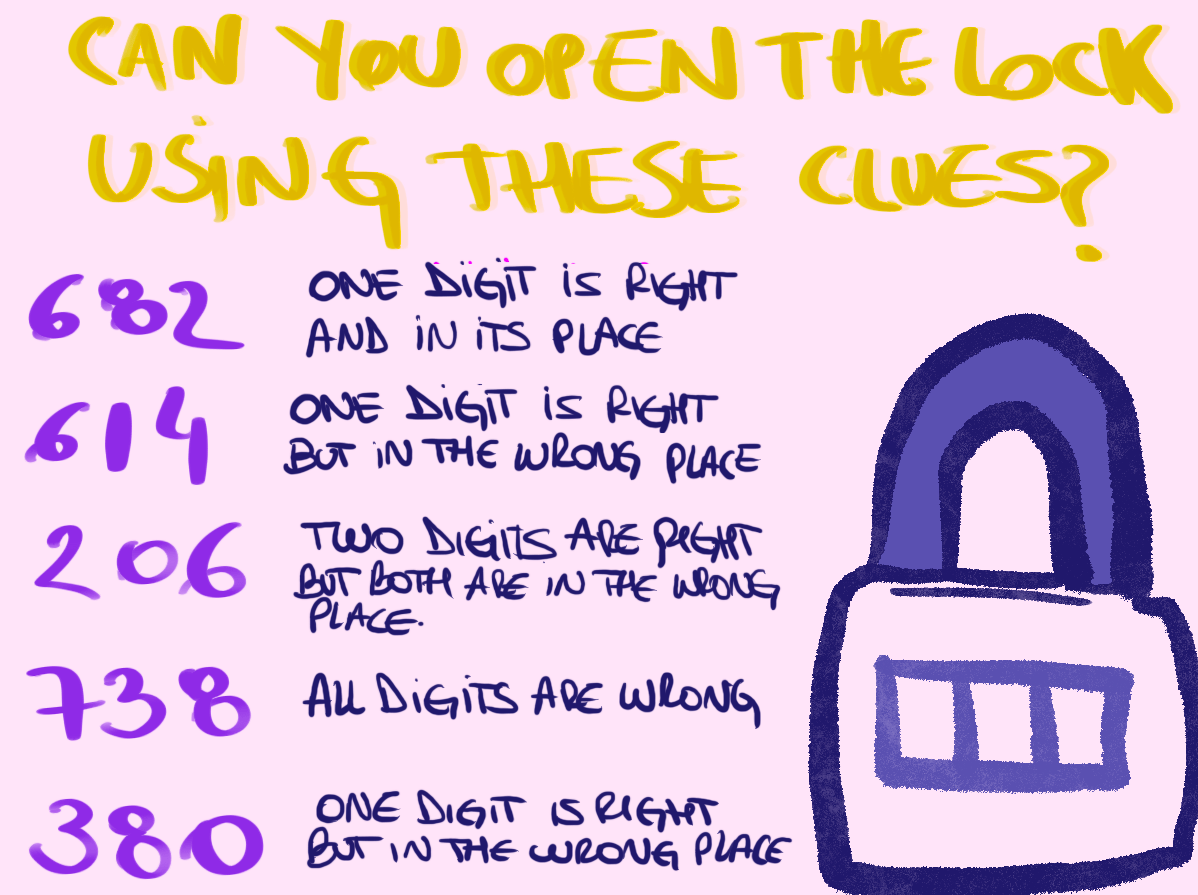 CAN YOU OPEN THE LOCK
USING THESE CLUES?
682 ONE DIGIT IS RIGHT
AND IN ITS PLACE
614 ONE DIGIT IS RIGHT
BUT IN THE WRONG PLACE
206 TWO DIGITS ARE RIGHT
BUT BOTH ARE IN THE WRONG
PLACE.
738 ALL DIGITS ARE WRONG
380 ONE DIGIT IS RIGHT
BUT IN THE WRONG PLACE